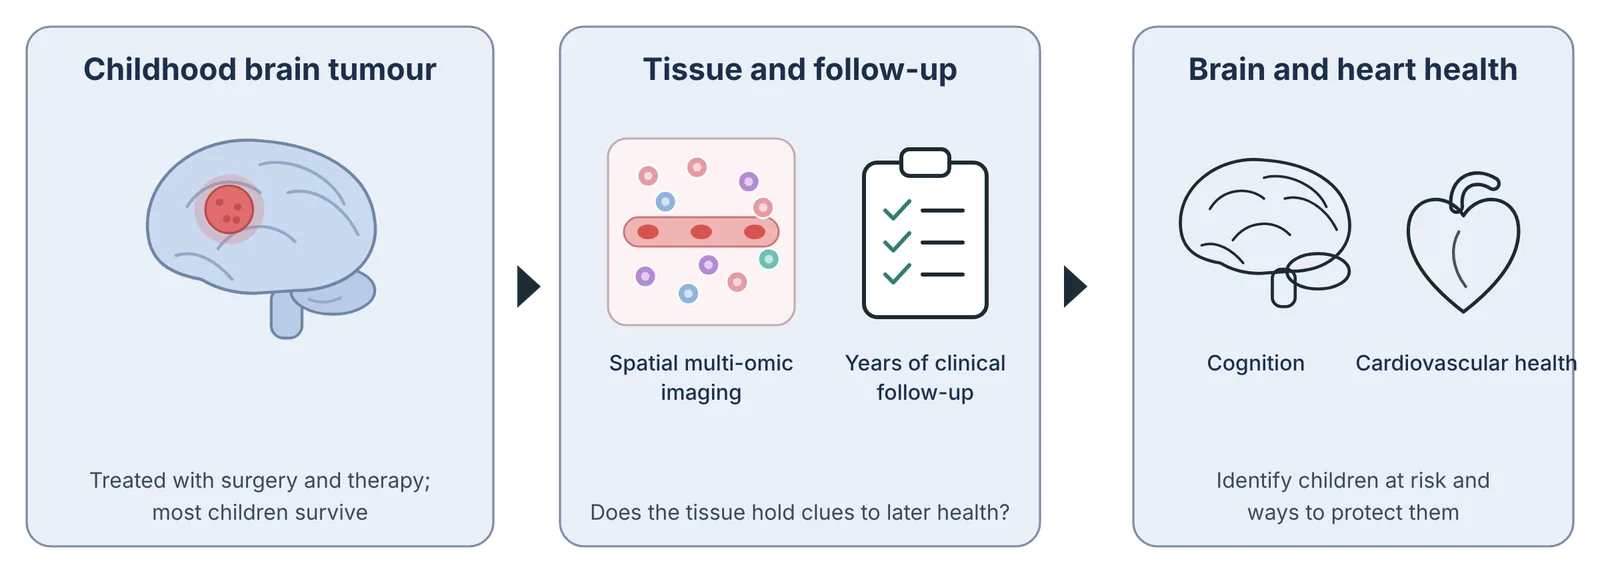 Childhood brain tumour
Treated with surgery and therapy;
most children survive
Tissue and follow-up
Spatial multi-omic
imaging
Years of clinical
follow-up
Does the tissue hold clues to later health?
Brain and heart health
Cognition
Cardiovascular health
Identify children at risk and
ways to protect them